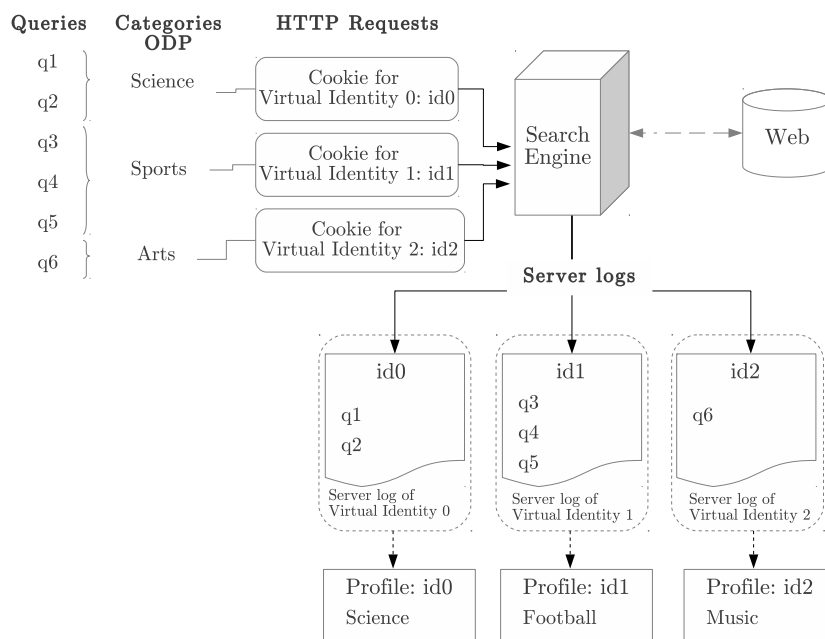 Queries
Categories
ODP
HTTP Requests
q1
q2
q3
q4
q5
q6
Science
Sports
Arts
Cookie for
Virtual Identity 0: id0
Cookie for
Virtual Identity 1: id1
Cookie for
Virtual Identity 2: id2
Search
Engine
Web
Server logs
id0
q1
q2
Server log of
Virtual Identity 0
id1
q3
q4
q5
Server log of
Virtual Identity 1
id2
q6
Server log of
Virtual Identity 2
Profile: id0
Science
Profile: id1
Football
Profile: id2
Music